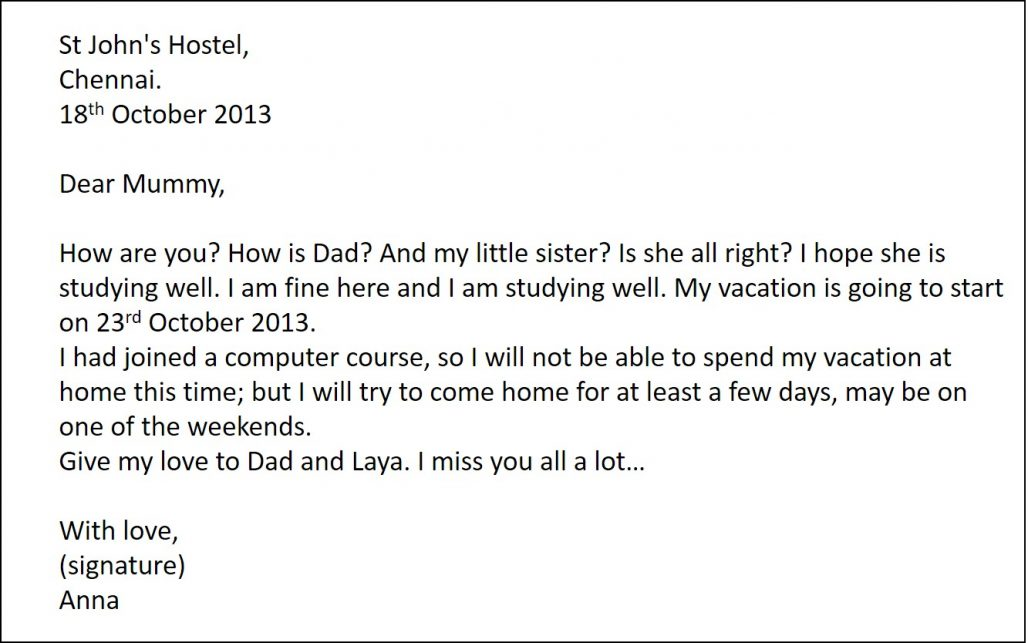 St John's Hostel,
Chennai.
18th October 2013
Dear Mummy,
How are you? How is Dad? And my little sister? Is she all right? I hope she is
studying well. I am fine here and I am studying well. My vacation is going to start
on 23rd October 2013.
I had joined a computer course, so I will not be able to spend my vacation at
home this time; but I will try to come home for at least a few days, may be on
one of the weekends.
Give my love to Dad and Laya. I miss you all a lot…
With love,
(signature)
Anna